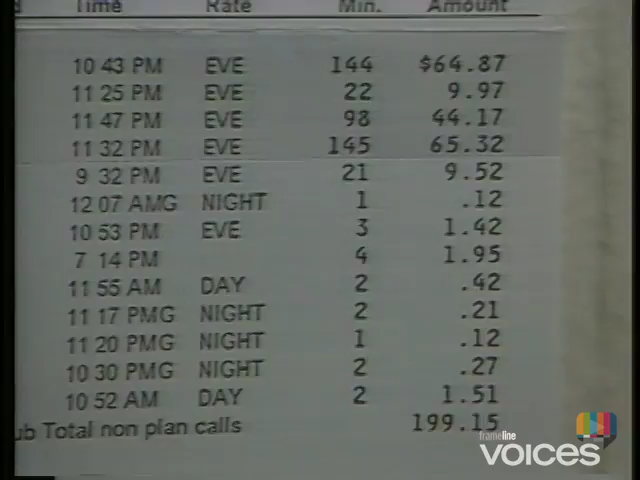 Time Rate Min. Amount
10 43 PM EVE 144 $64.87
11 25 PM EVE 22 9.97
11 47 PM EVE 98 44.17
11 32 PM EVE 145 65.32
9 32 PM EVE 21 9.52
12 07 AMG NIGHT 1 .12
10 53 PM EVE 3 1.42
7 14 PM 4 1.95
11 55 AM DAY 2 .42
11 17 PMG NIGHT 2 .21
11 20 PMG NIGHT 1 .12
10 30 PMG NIGHT 2 .27
10 52 AM DAY 2 1.51
ub Total non plan calls 199.15
frameline
VOICES